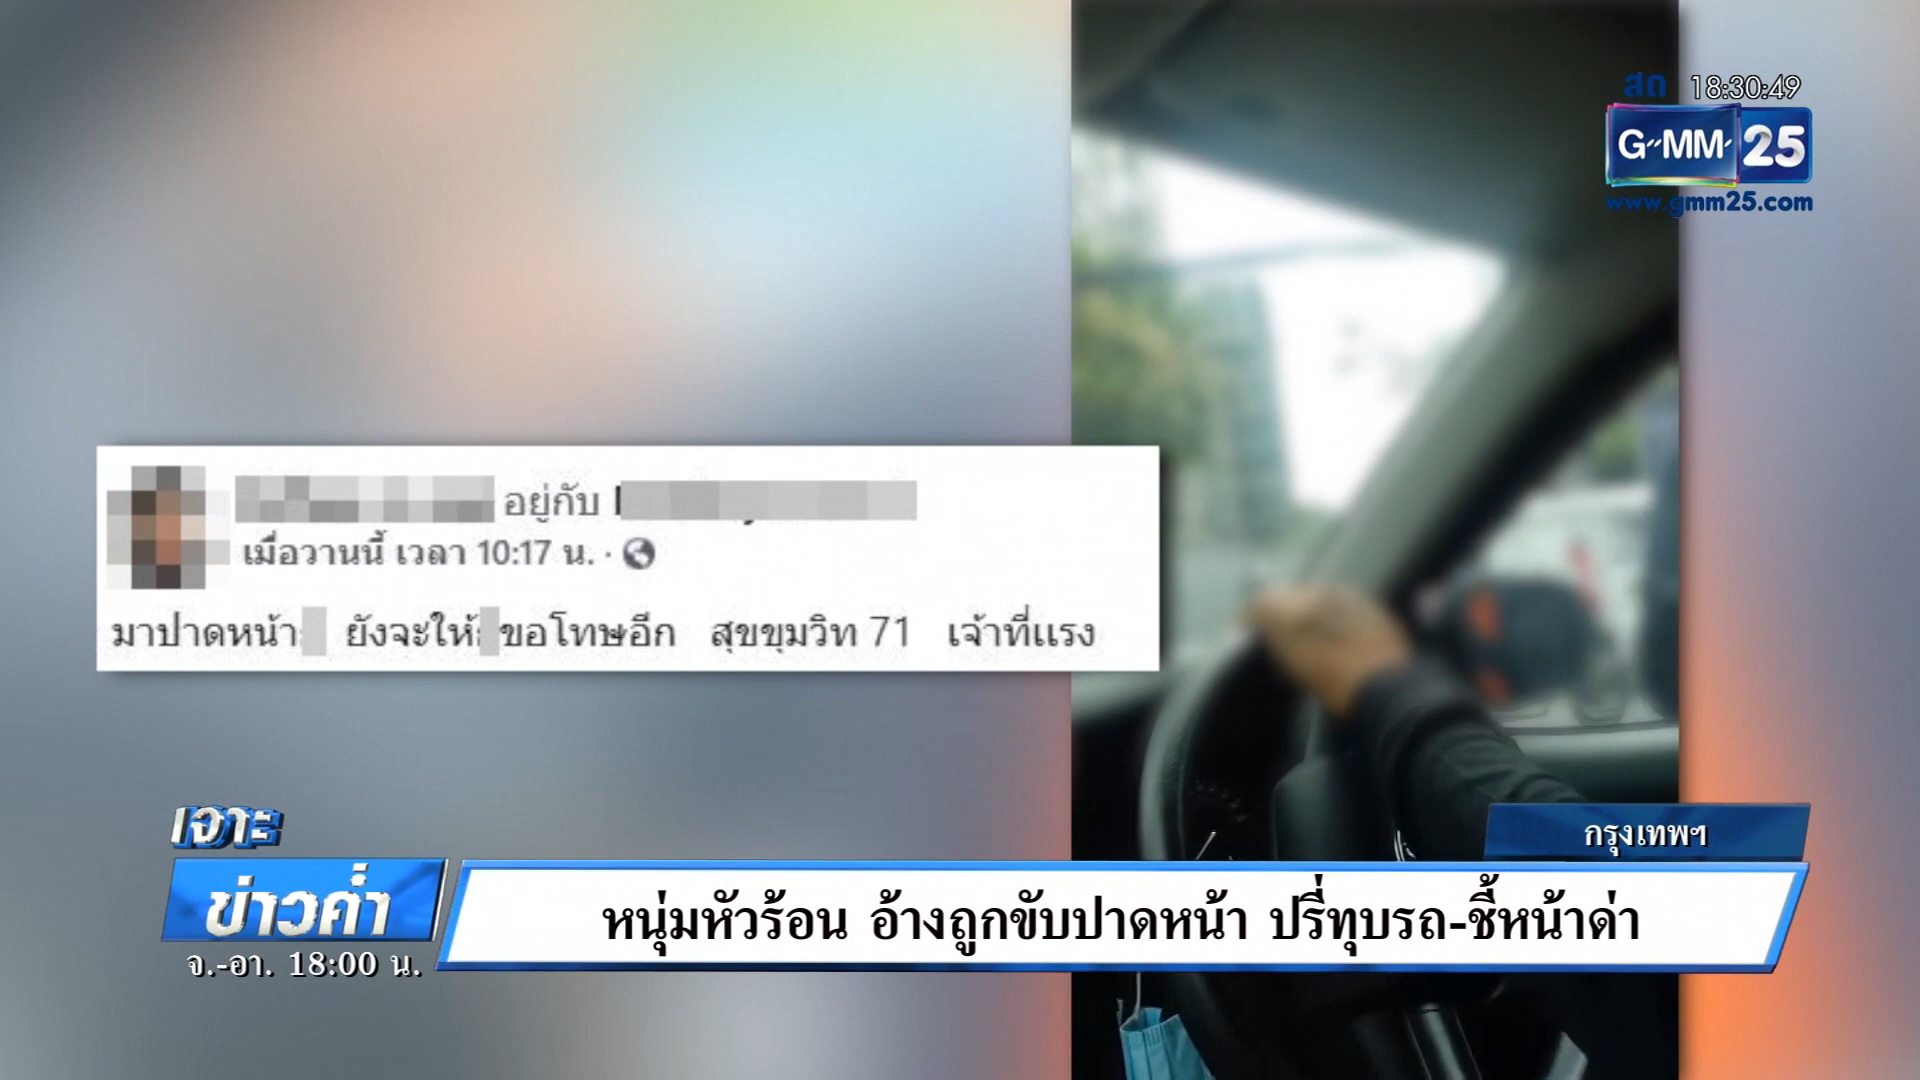 สด 18:30:49
G-MM 25
www.gmm25.com
อยู่กับ
เมื่อวานนี้ เวลา 10:17 น. ·
มาปาดหน้า ยังจะให้ ขอโทษอีก สุขขุมวิท 71 เจ้าที่แรง
กรุงเทพฯ
เจาะ
ข่าวค่ำ
จ.-อา. 18:00 น.
หนุ่มหัวร้อน อ้างถูกขับปาดหน้า ปรี่ทุบรถ-ชี้หน้าด่า